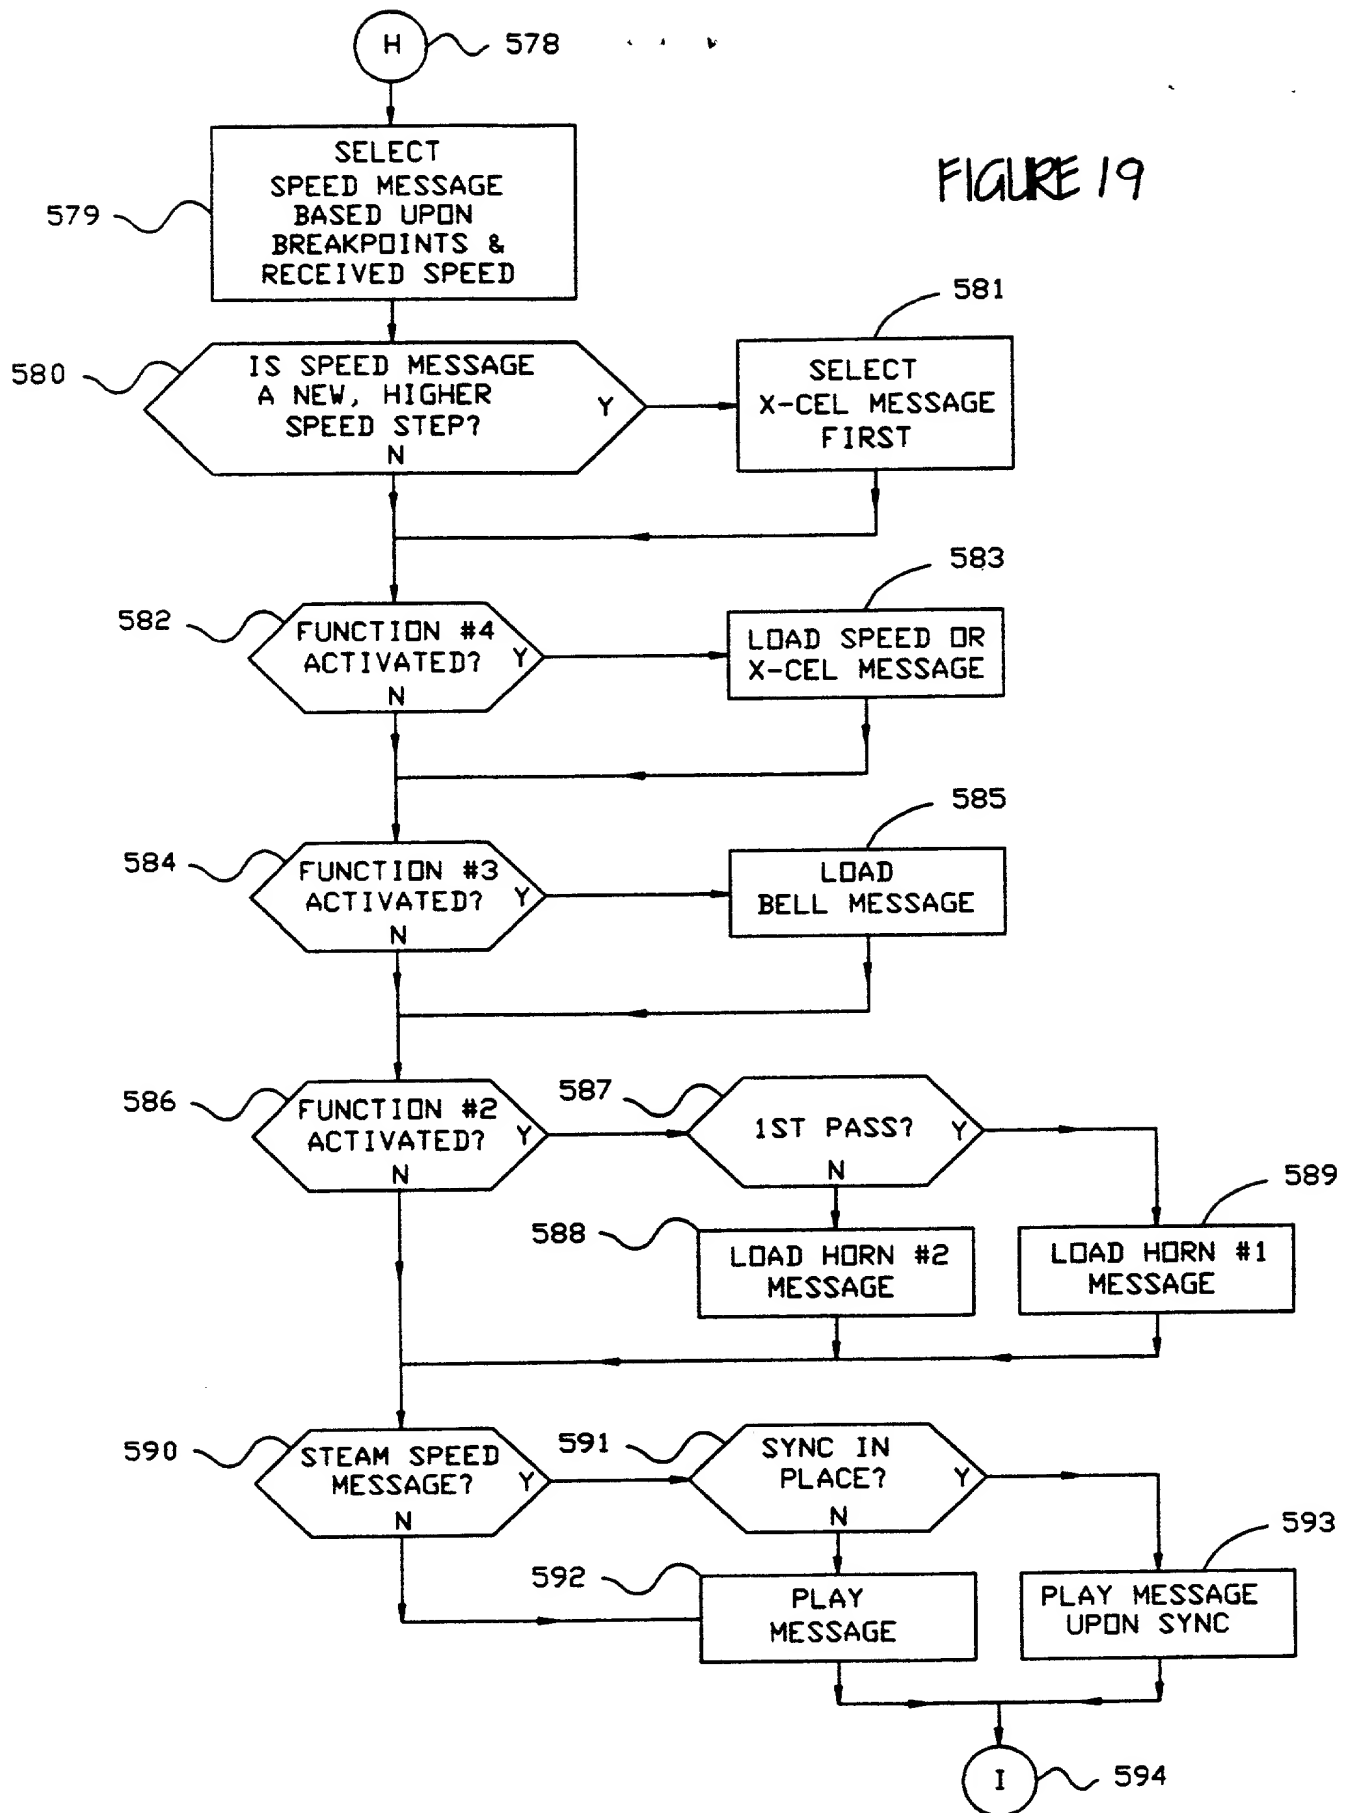 H
578
FIGURE 19
579
SELECT
SPEED MESSAGE
BASED UPON
BREAKPOINTS &
RECEIVED SPEED
580
IS SPEED MESSAGE
A NEW, HIGHER
SPEED STEP?
Y
N
581
SELECT
X-CEL MESSAGE
FIRST
582
FUNCTION #4
ACTIVATED?
Y
N
583
LOAD SPEED OR
X-CEL MESSAGE
584
FUNCTION #3
ACTIVATED?
Y
N
585
LOAD
BELL MESSAGE
586
FUNCTION #2
ACTIVATED?
Y
N
587
1ST PASS?
Y
N
588
LOAD HORN #2
MESSAGE
589
LOAD HORN #1
MESSAGE
590
STEAM SPEED
MESSAGE?
Y
N
591
SYNC IN
PLACE?
Y
N
592
PLAY
MESSAGE
593
PLAY MESSAGE
UPON SYNC
I
594